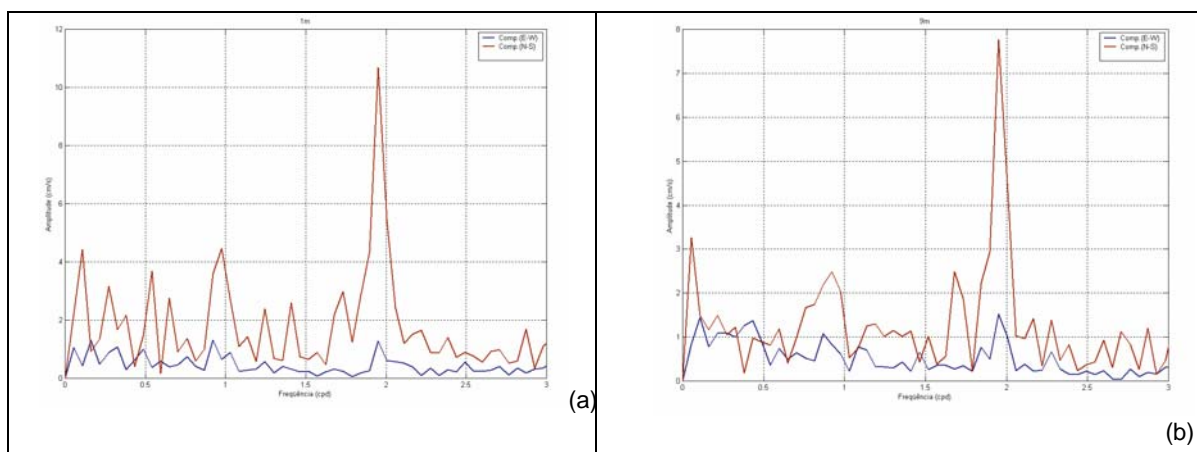 1m
12
10
8
6
4
2
0
0 0.5 1 1.5 2 2.5 3
Amplitude (cm/s)
Freqüência (cpd)
Comp.(E-W)
Comp.(N-S)
(a)
9m
8
7
6
5
4
3
2
1
0
0 0.5 1 1.5 2 2.5 3
Amplitude (cm/s)
Freqüência (cpd)
Comp.(E-W)
Comp.(N-S)
(b)